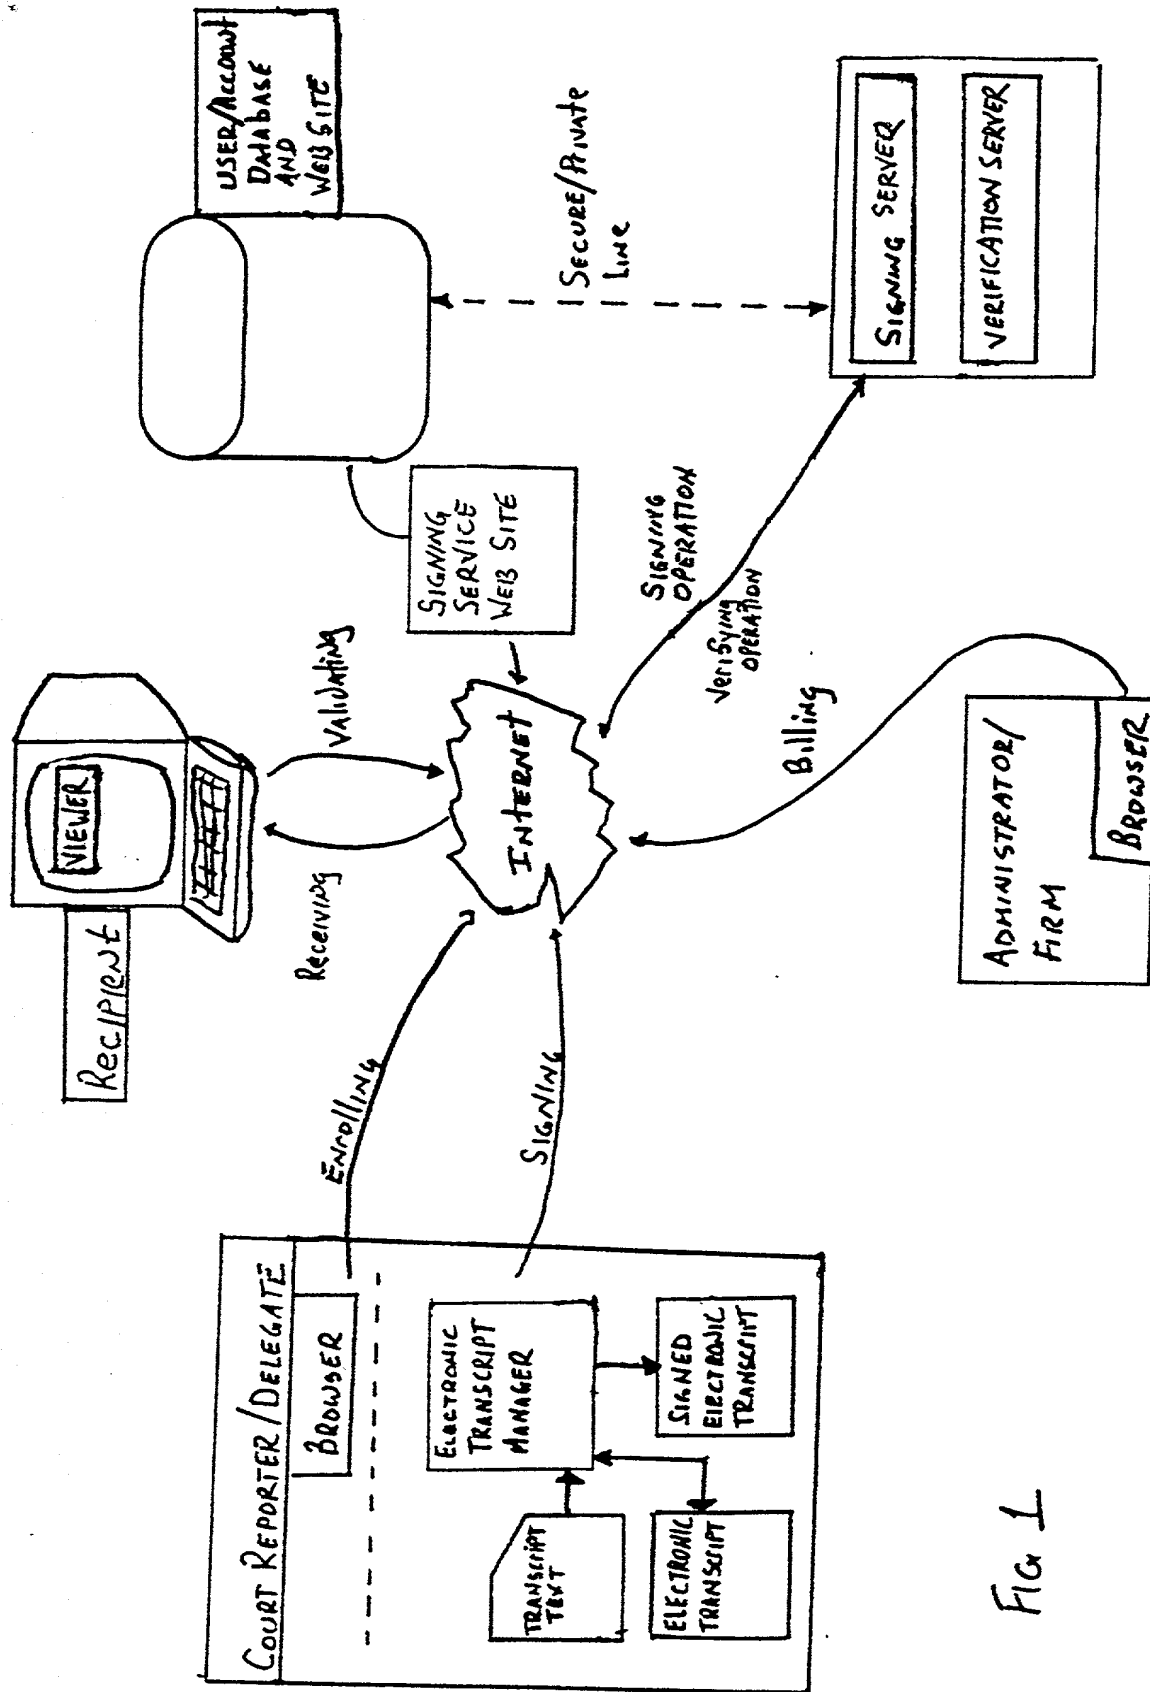 COURT REPORTER/DELEGATE
BROWSER
ELECTRONIC
TRANSCRIPT
MANAGER
TRANSCRIPT
TEXT
ELECTRONIC
TRANSCRIPT
SIGNED
ELECTRONIC
TRANSCRIPT
ENROLLING
SIGNING
RECIPIENT
VIEWER
Receiving
Validating
INTERNET
SIGNING
SERVICE
WEB SITE
USER/ACCOUNT
DATABASE
AND
WEB SITE
SECURE/PRIVATE
LINE
SIGNING
OPERATION
Verifying
OPERATION
SIGNING SERVER
VERIFICATION SERVER
Billing
ADMINISTRATOR/
FIRM
BROWSER
FIG 1